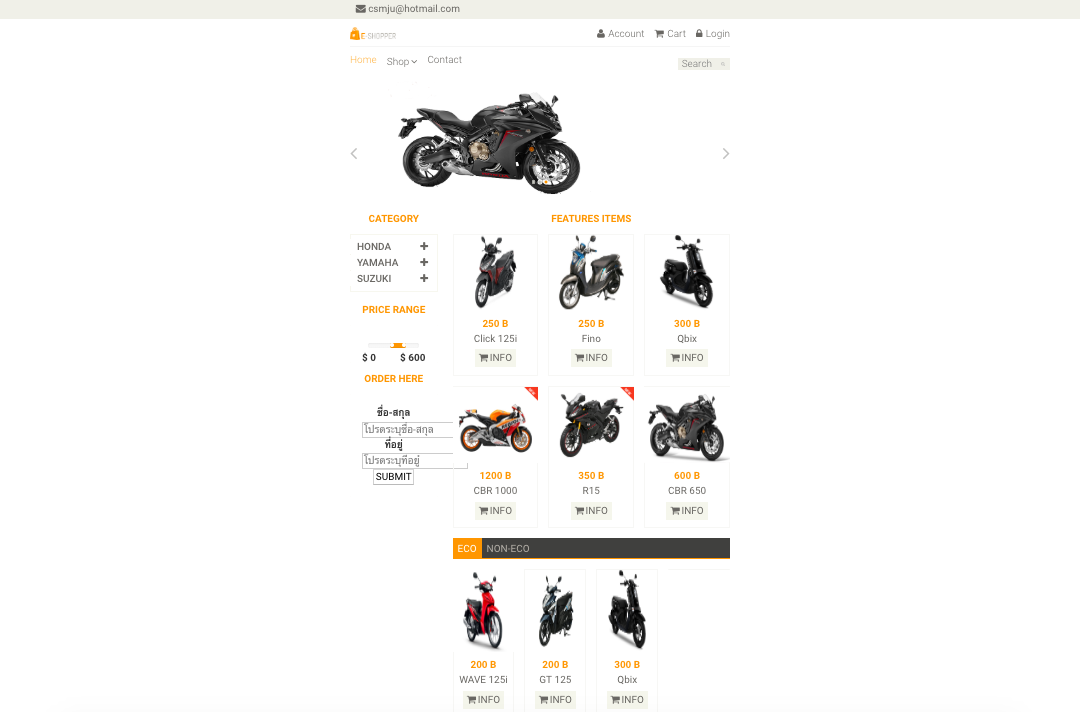 csmju@hotmail.com
E-SHOPPER
Account Cart Login
Home Shop Contact
Search
CATEGORY
HONDA
YAMAHA
SUZUKI
PRICE RANGE
$ 0 $ 600
ORDER HERE
ชื่อ-สกุล
โปรดระบุชื่อ-สกุล
ที่อยู่
โปรดระบุที่อยู่
SUBMIT
FEATURES ITEMS
250 B 250 B 300 B
Click 125i Fino Qbix
INFO INFO INFO
1200 B 350 B 600 B
CBR 1000 R15 CBR 650
INFO INFO INFO
ECO NON-ECO
200 B 200 B 300 B
WAVE 125i GT 125 Qbix
INFO INFO INFO